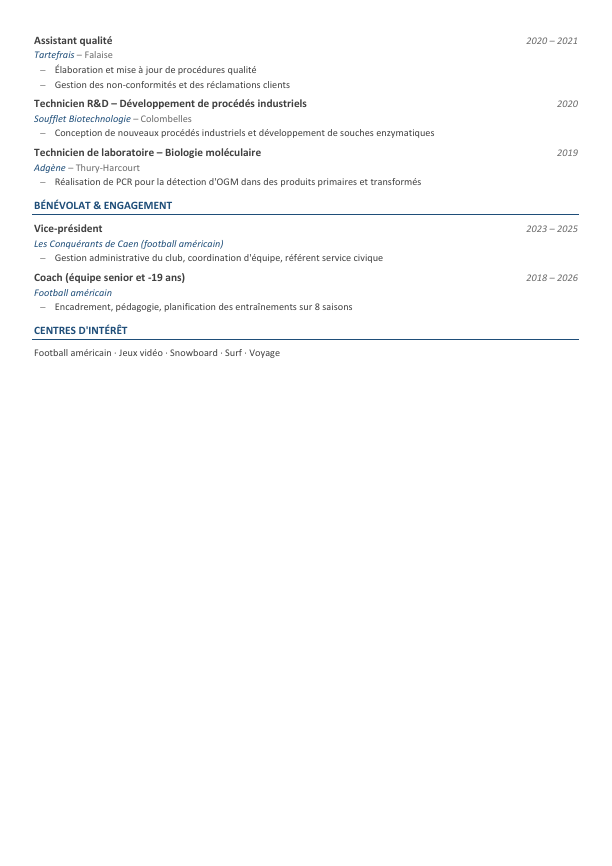 Assistant qualité 2020 – 2021
Tartefrais – Falaise
– Élaboration et mise à jour de procédures qualité
– Gestion des non-conformités et des réclamations clients
Technicien R&D – Développement de procédés industriels 2020
Soufflet Biotechnologie – Colombelles
– Conception de nouveaux procédés industriels et développement de souches enzymatiques
Technicien de laboratoire – Biologie moléculaire 2019
Adgène – Thury-Harcourt
– Réalisation de PCR pour la détection d'OGM dans des produits primaires et transformés
BÉNÉVOLAT & ENGAGEMENT
Vice-président 2023 – 2025
Les Conquérants de Caen (football américain)
– Gestion administrative du club, coordination d'équipe, référent service civique
Coach (équipe senior et -19 ans) 2018 – 2026
Football américain
– Encadrement, pédagogie, planification des entraînements sur 8 saisons
CENTRES D'INTÉRÊT
Football américain · Jeux vidéo · Snowboard · Surf · Voyage